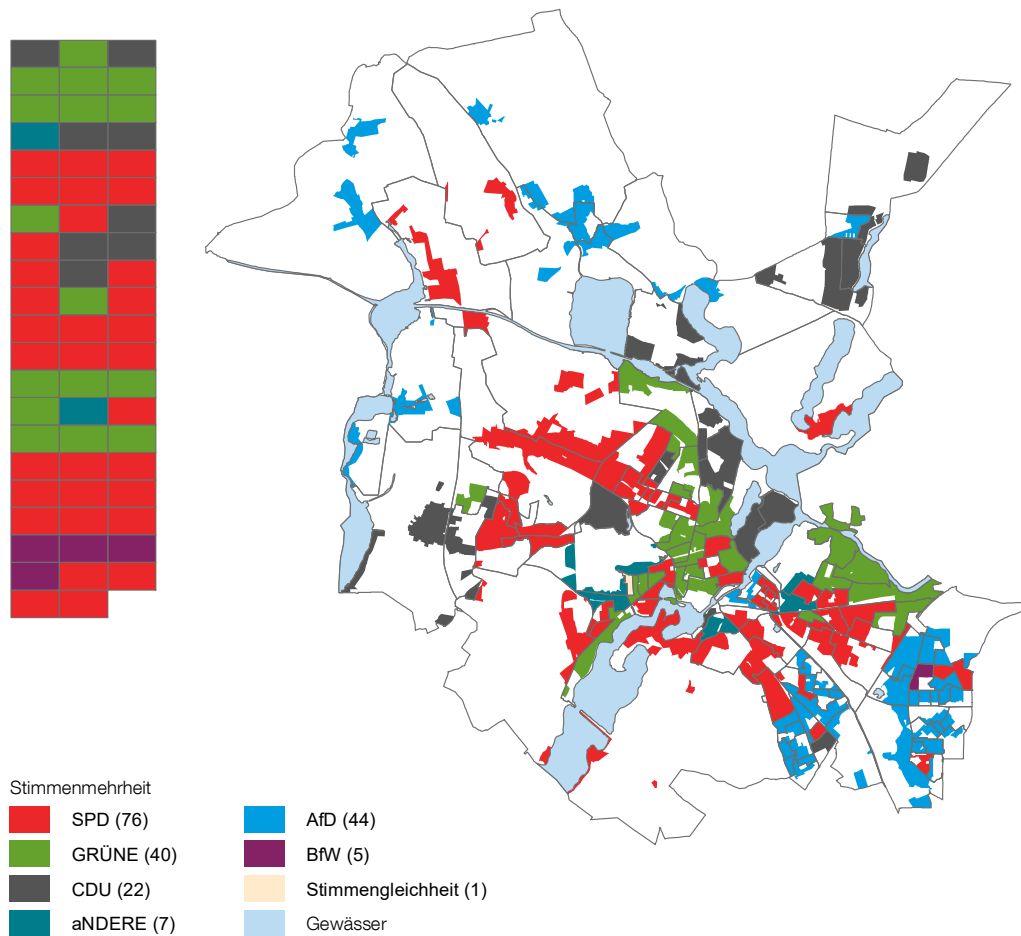 Stimmenmehrheit
SPD (76)
GRÜNE (40)
CDU (22)
aNDERE (7)
AfD (44)
BfW (5)
Stimmengleichheit (1)
Gewässer